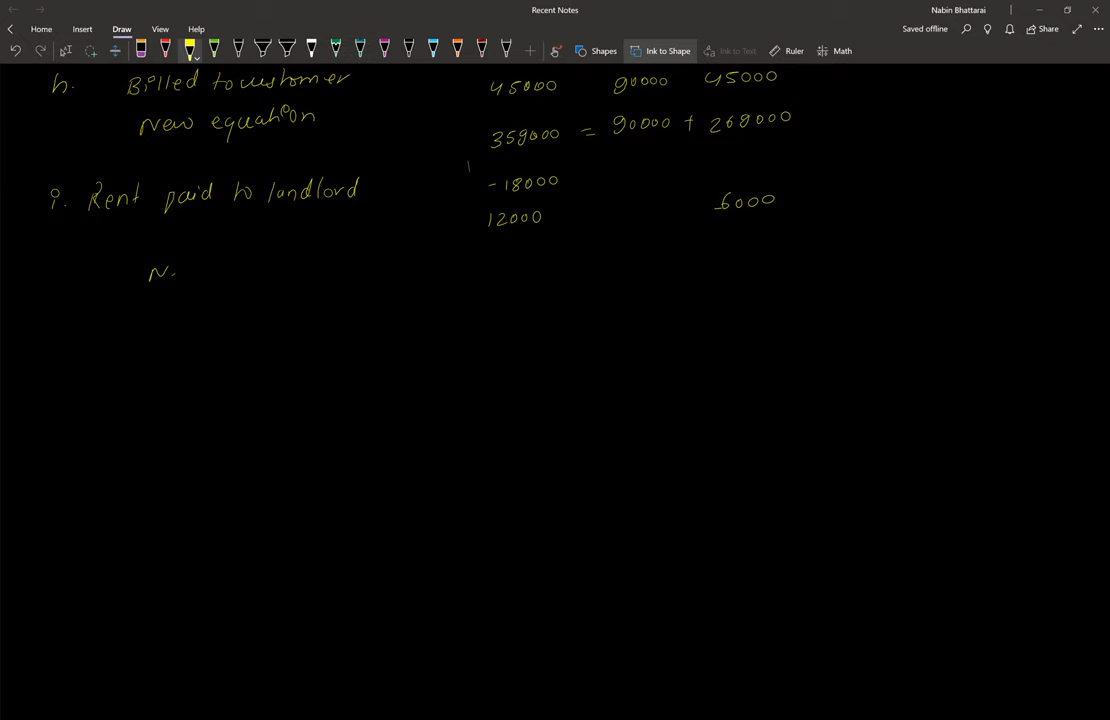 Recent Notes
Nabin Bhattarai
Home Insert Draw View Help
Saved offline Share
Shapes Ink to Shape Ink to Text Ruler Math
h. Billed to customer 45000 90000 45000
New equation 359000 = 90000 + 269000
i. Rent paid to landlord -18000
12000 -6000
N.